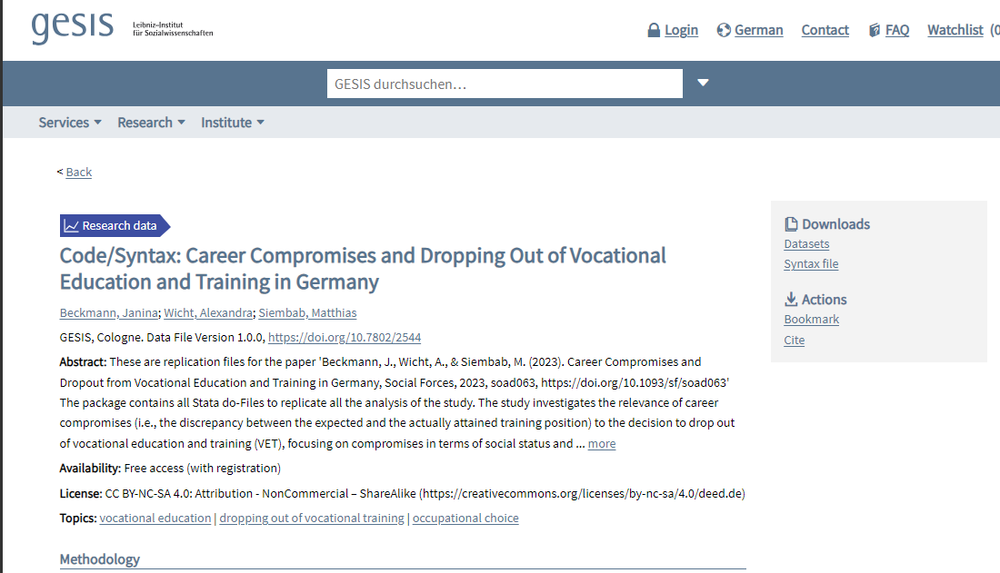 gesis
Leibniz-Institut
für Sozialwissenschaften
Login
German
Contact
FAQ
Watchlist (0
GESIS durchsuchen…
Services
Research
Institute
< Back
Research data
Code/Syntax: Career Compromises and Dropping Out of Vocational
Education and Training in Germany
Beckmann, Janina; Wicht, Alexandra; Siembab, Matthias
GESIS, Cologne. Data File Version 1.0.0, https://doi.org/10.7802/2544
Abstract: These are replication files for the paper 'Beckmann, J., Wicht, A., & Siembab, M. (2023). Career Compromises and
Dropout from Vocational Education and Training in Germany, Social Forces, 2023, soad063, https://doi.org/10.1093/sf/soad063'
The package contains all Stata do-Files to replicate all the analysis of the study. The study investigates the relevance of career
compromises (i.e., the discrepancy between the expected and the actually attained training position) to the decision to drop out
of vocational education and training (VET), focusing on compromises in terms of social status and ... more
Availability: Free access (with registration)
License: CC BY-NC-SA 4.0: Attribution - NonCommercial – ShareAlike (https://creativecommons.org/licenses/by-nc-sa/4.0/deed.de)
Topics: vocational education | dropping out of vocational training | occupational choice
Methodology
Downloads
Datasets
Syntax file
Actions
Bookmark
Cite